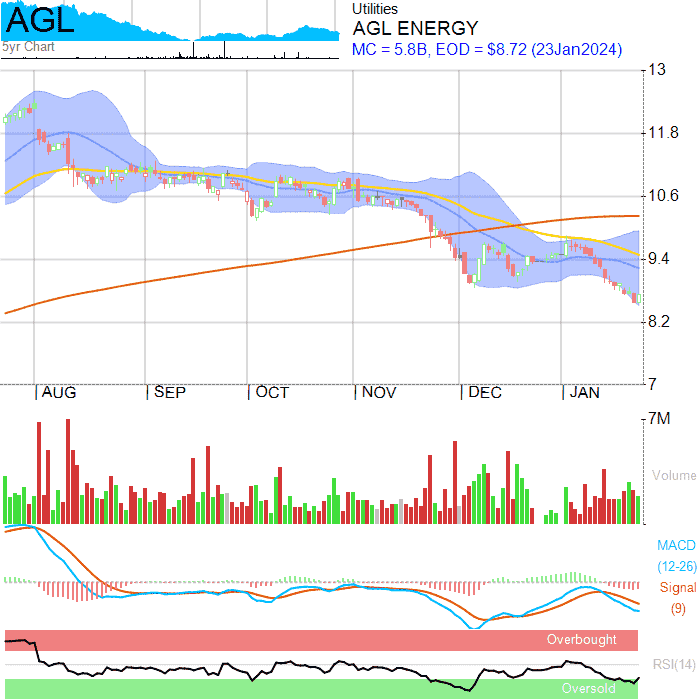 AGL
5yr Chart
Utilities
AGL ENERGY
MC = 5.8B, EOD = $8.72 (23Jan2024)
13
11.8
10.6
9.4
8.2
7
AUG SEP OCT NOV DEC JAN
7M
Volume
MACD
(12-26)
Signal
(9)
Overbought
RSI(14)
Oversold